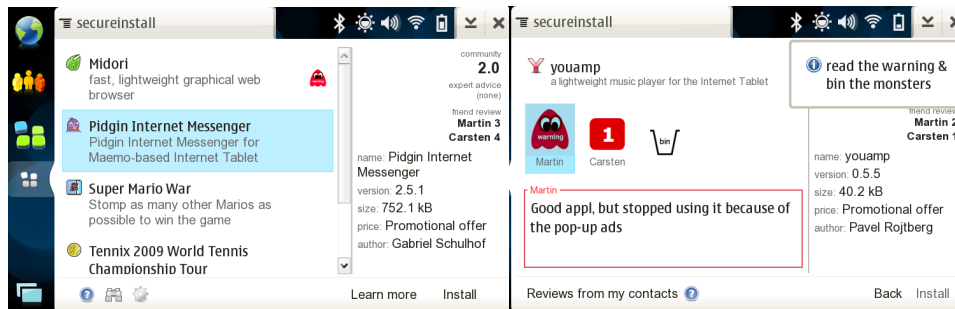 secureinstall
Midori
fast, lightweight graphical web
browser
Pidgin Internet Messenger
Pidgin Internet Messenger for
Maemo-based Internet Tablet
Super Mario War
Stomp as many other Marios as
possible to win the game
Tennix 2009 World Tennis
Championship Tour
community
2.0
expert advice
(none)
friend review
Martin 3
Carsten 4
name: Pidgin Internet
Messenger
version: 2.5.1
size: 752.1 kB
price: Promotional offer
author: Gabriel Schulhof
Learn more Install
secureinstall
youamp
a lightweight music player for the Internet Tablet
read the warning &
bin the monsters
warning
Martin
1
Carsten
bin
Martin
Good appl, but stopped using it because of
the pop-up ads
friend review
Martin 2
Carsten 1
name: youamp
version: 0.5.5
size: 40.2 kB
price: Promotional offer
author: Pavel Rojtberg
Reviews from my contacts ?
Back Install